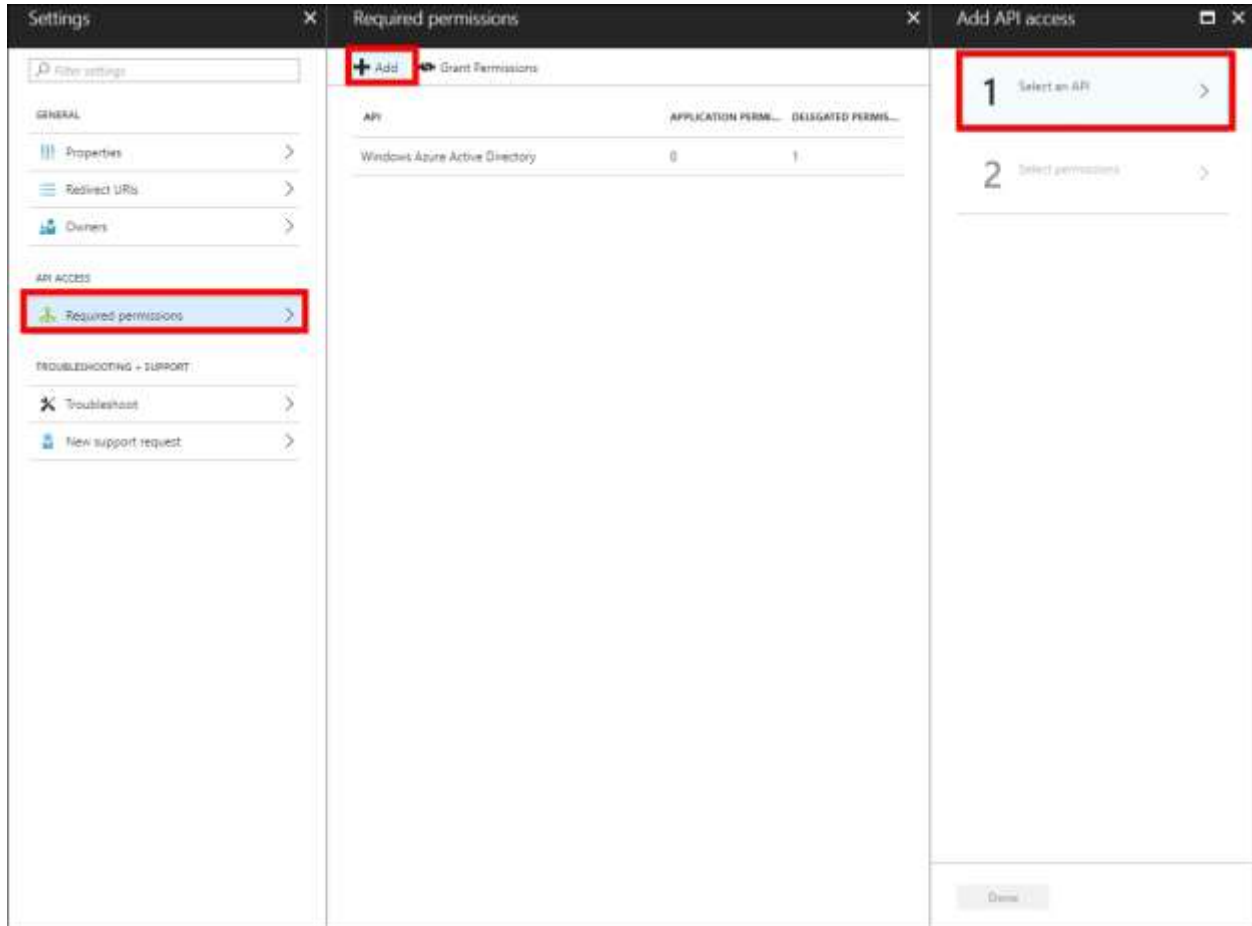 Settings
Filter settings
GENERAL
Properties
Redirect URIs
Owners
API ACCESS
Required permissions
TROUBLESHOOTING + SUPPORT
Troubleshoot
New support request
Required permissions
Add Grant Permissions
API APPLICATION PERMI... DELEGATED PERMIS...
Windows Azure Active Directory 0 1
Add API access
1 Select an API
2 Select permissions
Done